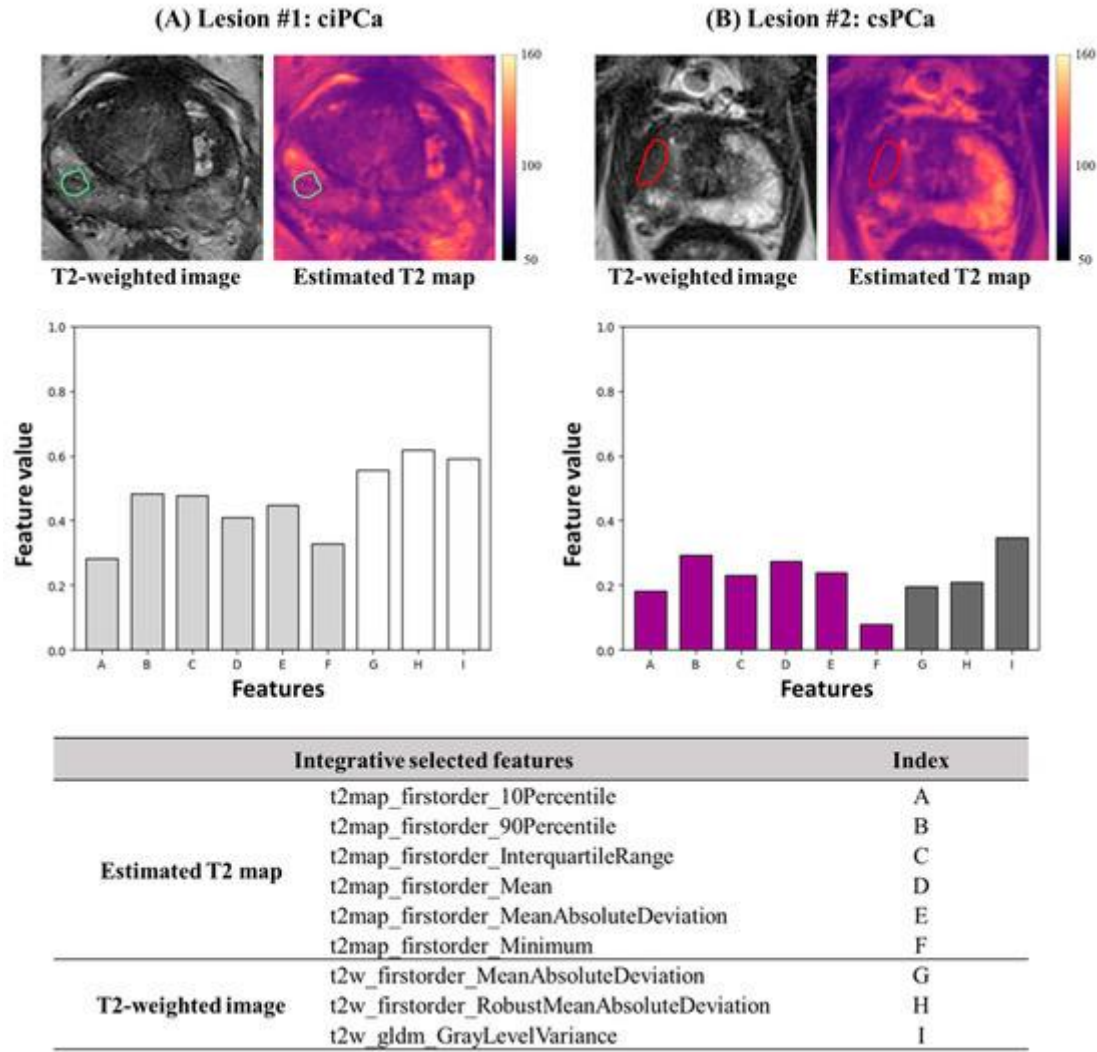 (A) Lesion #1: ciPCa
(B) Lesion #2: csPCa
160
100
50
160
100
50
T2-weighted image
Estimated T2 map
T2-weighted image
Estimated T2 map
1.0
0.8
0.6
0.4
0.2
0.0
Feature value
A B C D E F G H I
Features
1.0
0.8
0.6
0.4
0.2
0.0
Feature value
A B C D E F G H I
Features
Integrative selected features Index
Estimated T2 map
t2map_firstorder_10Percentile A
t2map_firstorder_90Percentile B
t2map_firstorder_InterquartileRange C
t2map_firstorder_Mean D
t2map_firstorder_MeanAbsoluteDeviation E
t2map_firstorder_Minimum F
T2-weighted image
t2w_firstorder_MeanAbsoluteDeviation G
t2w_firstorder_RobustMeanAbsoluteDeviation H
t2w_gldm_GrayLevelVariance I